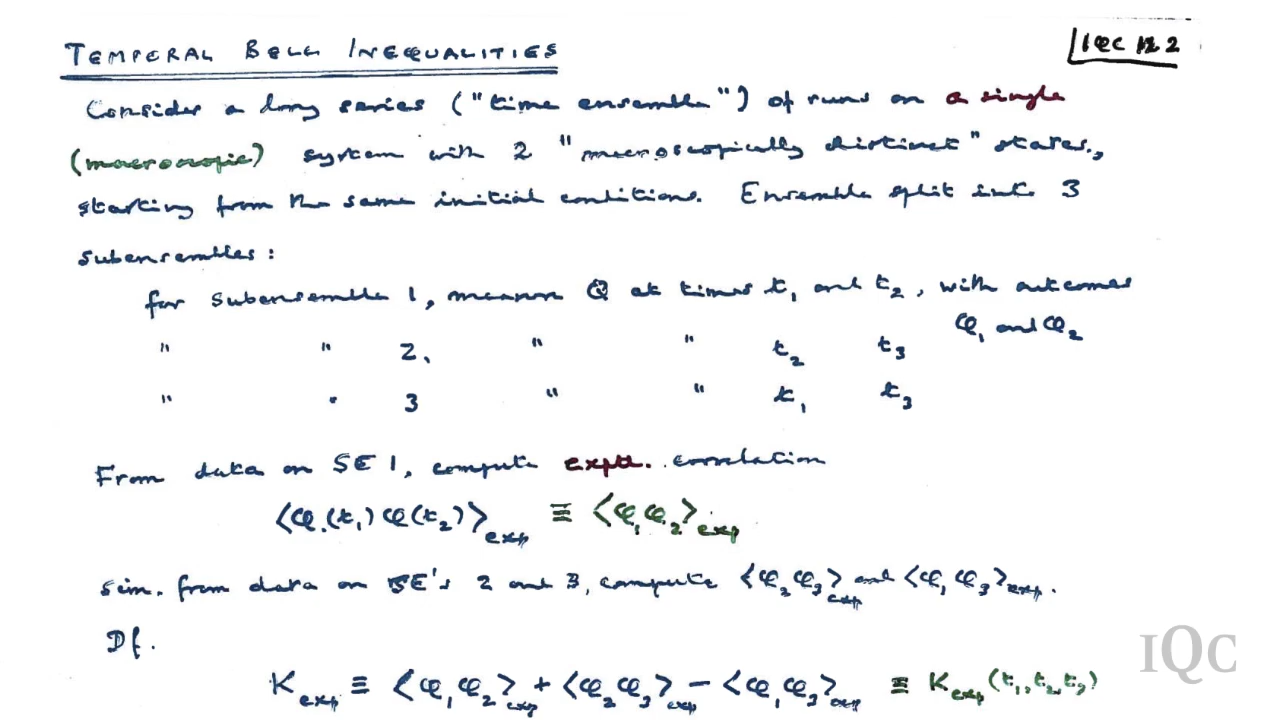 TEMPORAL BELL INEQUALITIES
IQC 12.2
Consider a long series ("time ensemble") of runs on a single
(macroscopic) system with 2 "macroscopically distinct" states,
starting from the same initial conditions. Ensemble split into 3
subensembles:
for subensemble 1, measure Q at times t₁ and t₂, with outcomes
Q₁ and Q₂
" " 2, " " t₂ t₃
" " 3 " " t₁ t₃
From data on SE 1, compute exptl. correlation
⟨Q(t₁) Q(t₂)⟩exp ≡ ⟨Q₁Q₂⟩exp
sim. from data on SE's 2 and 3, compute ⟨Q₂Q₃⟩exp and ⟨Q₁Q₃⟩exp.
Df.
Kexp ≡ ⟨Q₁Q₂⟩exp + ⟨Q₂Q₃⟩exp − ⟨Q₁Q₃⟩exp ≡ Kexp(t₁,t₂,t₃)
IQC